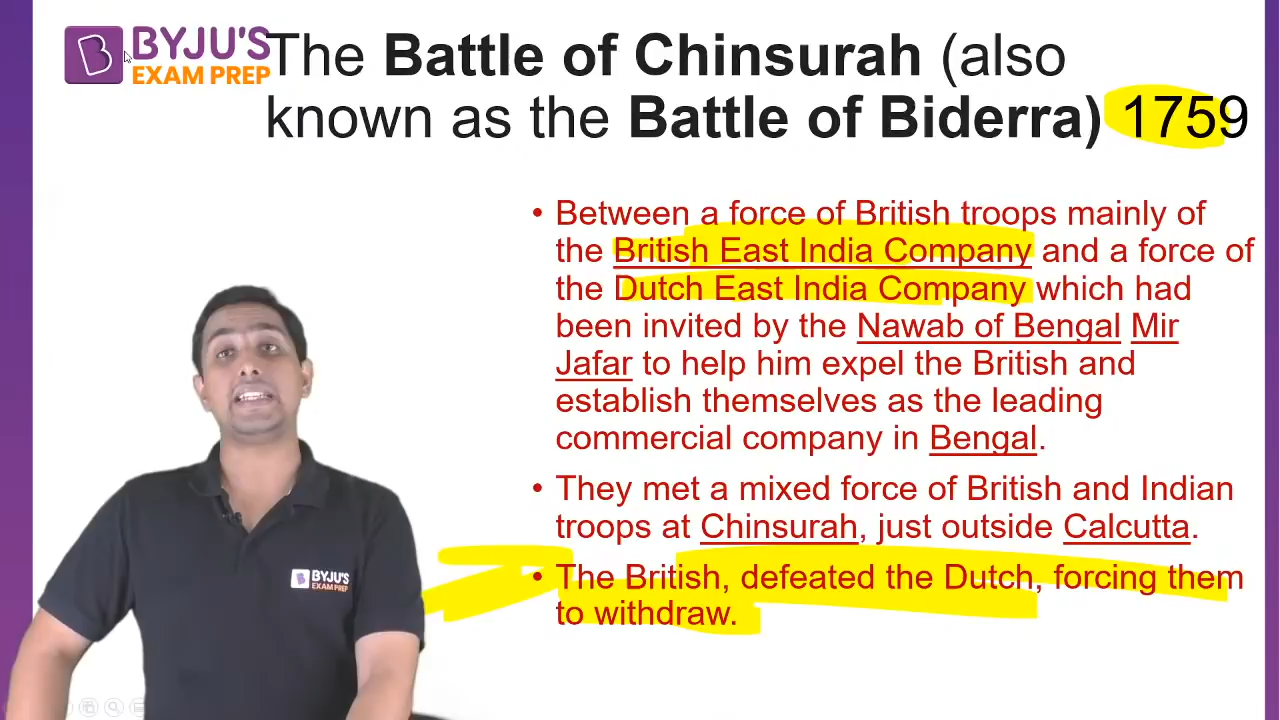 BYJU'S
EXAM PREP
The Battle of Chinsurah (also
known as the Battle of Biderra) 1759
• Between a force of British troops mainly of
the British East India Company and a force of
the Dutch East India Company which had
been invited by the Nawab of Bengal Mir
Jafar to help him expel the British and
establish themselves as the leading
commercial company in Bengal.
• They met a mixed force of British and Indian
troops at Chinsurah, just outside Calcutta.
• The British, defeated the Dutch, forcing them
to withdraw.
BYJU'S
EXAM PREP